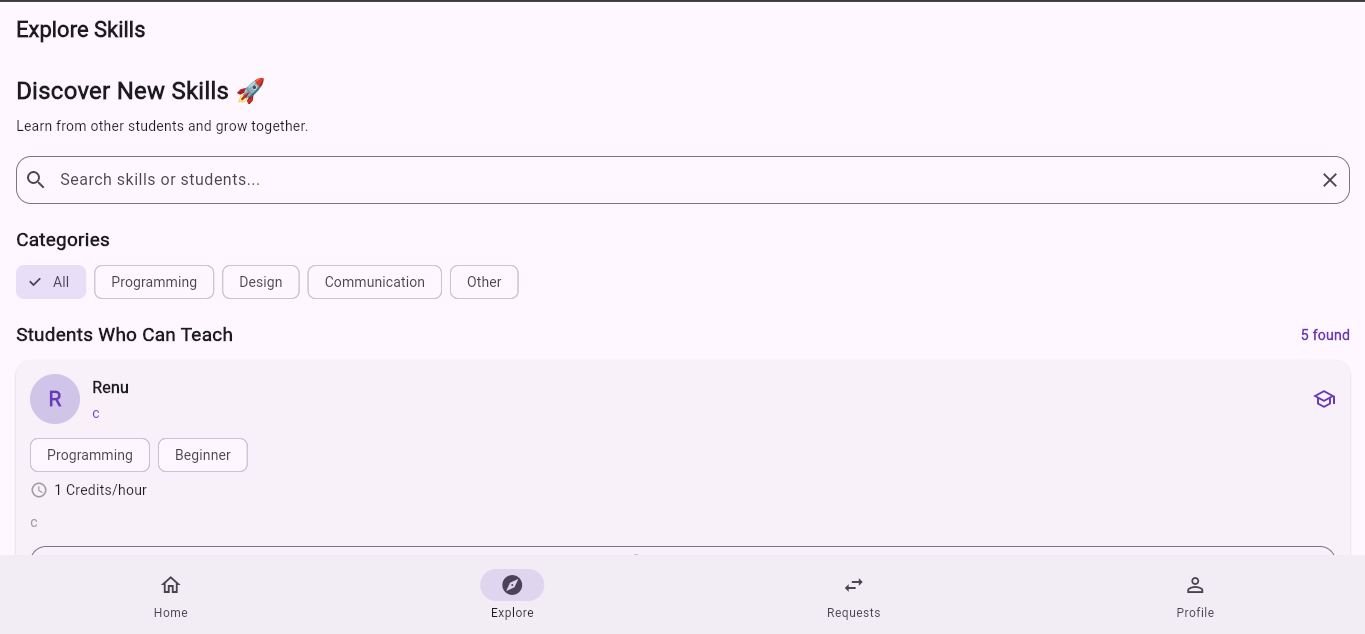 Explore Skills
Discover New Skills 🚀
Learn from other students and grow together.
Search skills or students...
Categories
All Programming Design Communication Other
Students Who Can Teach 5 found
R
Renu
c
Programming Beginner
1 Credits/hour
c
Home Explore Requests Profile